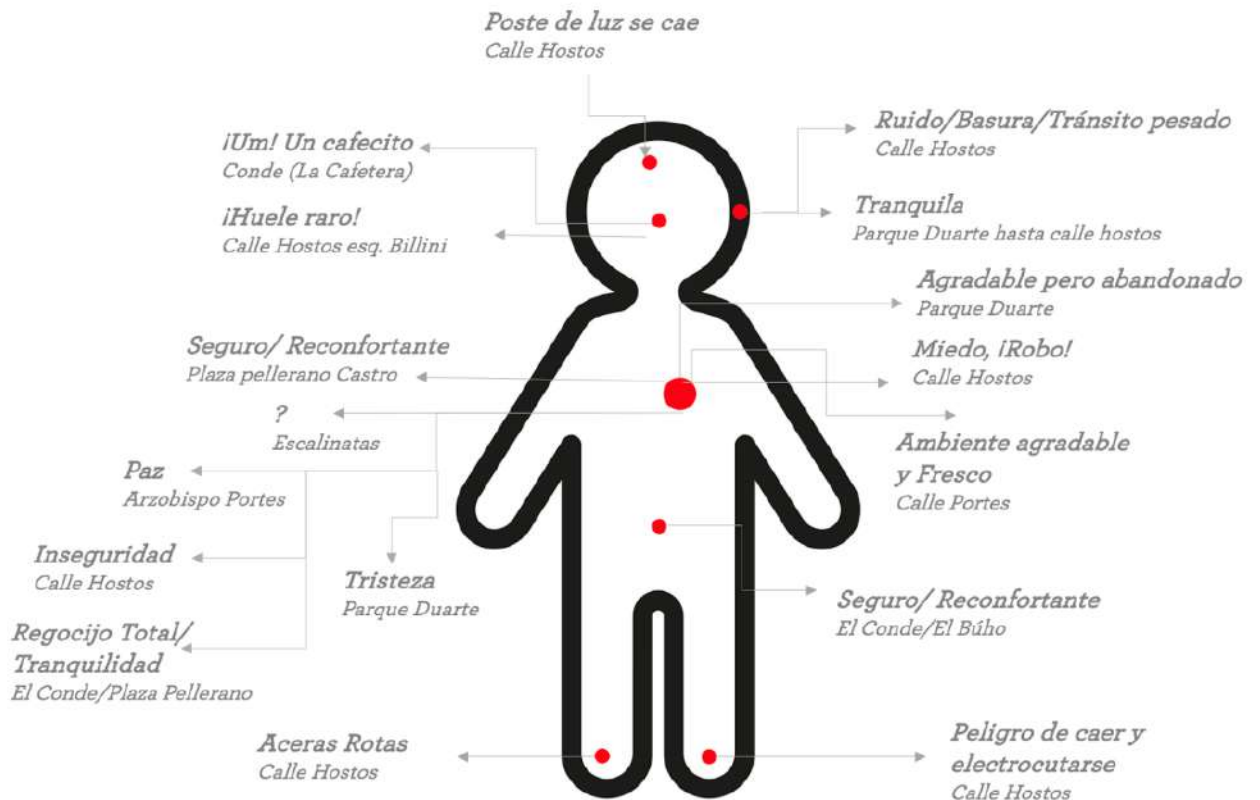 Poste de luz se cae
Calle Hostos
¡Um! Un cafecito
Conde (La Cafetera)
¡Huele raro!
Calle Hostos esq. Billini
Ruido/Basura/Tránsito pesado
Calle Hostos
Tranquila
Parque Duarte hasta calle hostos
Agradable pero abandonado
Parque Duarte
Seguro/ Reconfortante
Plaza pellerano Castro
Miedo, ¡Robo!
Calle Hostos
?
Escalinatas
Ambiente agradable
y Fresco
Calle Portes
Paz
Arzobispo Portes
Inseguridad
Calle Hostos
Tristeza
Parque Duarte
Seguro/ Reconfortante
El Conde/El Búho
Regocijo Total/
Tranquilidad
El Conde/Plaza Pellerano
Aceras Rotas
Calle Hostos
Peligro de caer y
electrocutarse
Calle Hostos